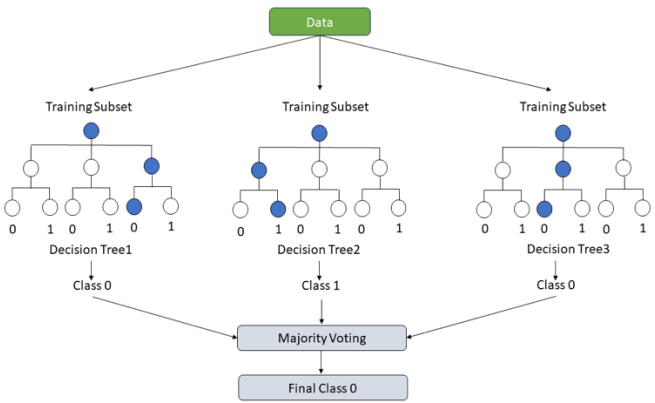 Data
Training Subset Training Subset Training Subset
0 1 0 1 0 1 0 1 0 1 0 1 0 1 0 1 0 1
Decision Tree1 Decision Tree2 Decision Tree3
Class 0 Class 1 Class 0
Majority Voting
Final Class 0